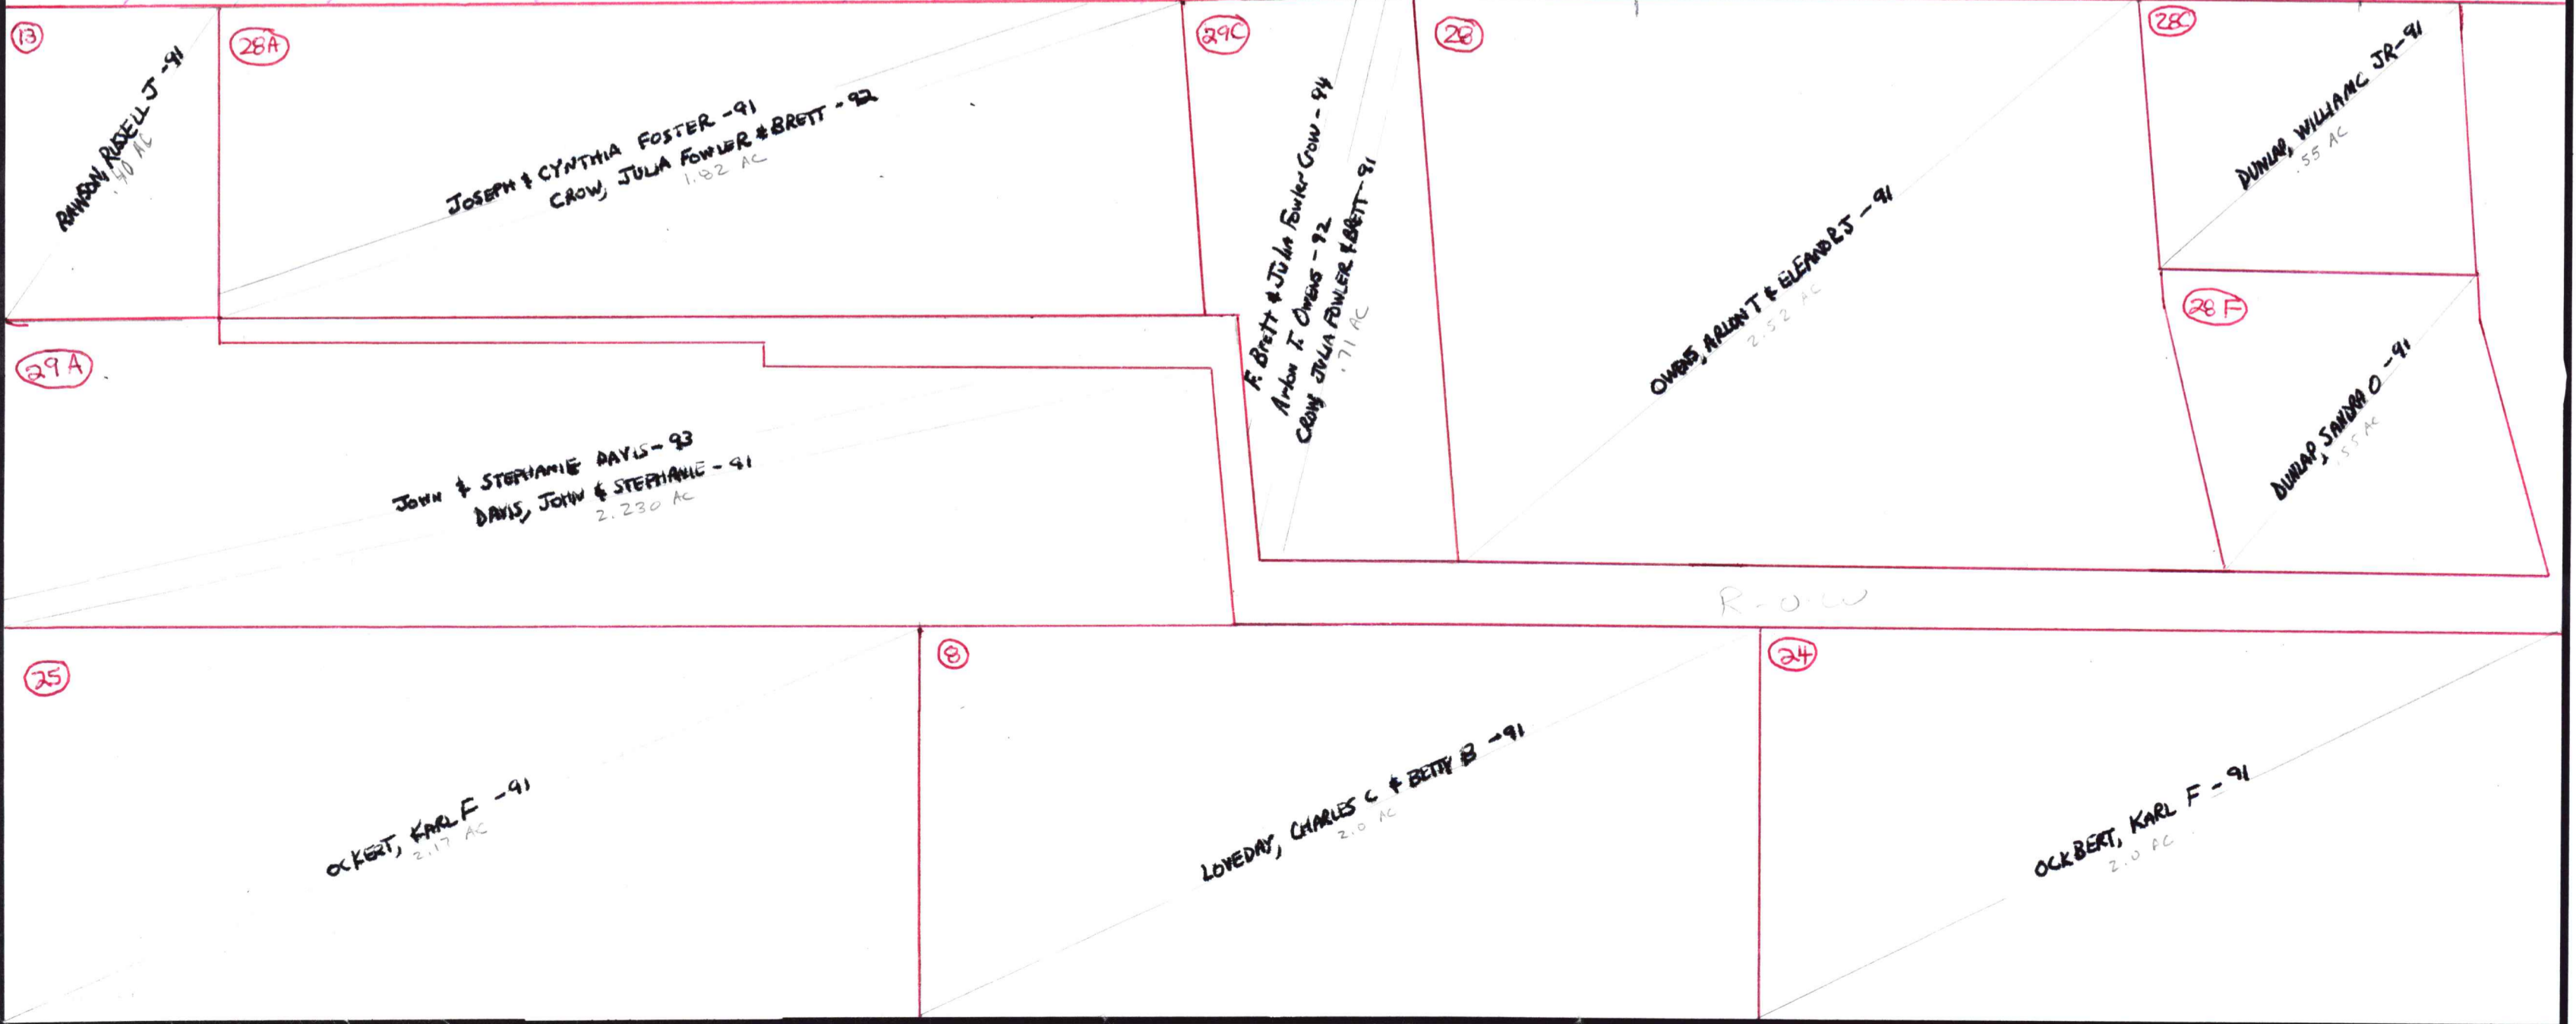 13
RAWSON, RUSSELL J -91
.40 AC
28A
JOSEPH & CYNTHIA FOSTER -91
CROW, JULIA FOWLER & BRETT -92
1.82 AC
29C
F. Brett & Julia Fowler Crow - 94
Arlon T. Owens - 92
CROW, JULIA FOWLER & BRETT - 91
.71 AC
28
OWENS, ARLON T & ELEANOR J -91
2.52 AC
28C
DUNLAP, WILLIAM C JR -91
.55 AC
28F
DUNLAP, SANDRA O -91
.55 AC
29A
JOHN & STEPHANIE DAVIS - 93
DAVIS, JOHN & STEPHANIE - 91
2.230 AC
R-O-W
25
OCKERT, KARL F -91
2.17 AC
8
LOVEDAY, CHARLES C & BETTY B -91
2.0 AC
24
OCKBERT, KARL F - 91
2.0 AC